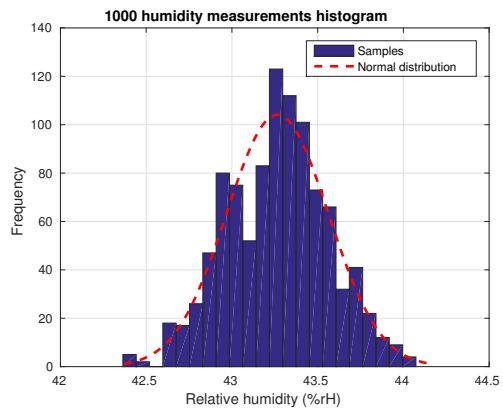 1000 humidity measurements histogram
Samples
Normal distribution
Frequency
140
120
100
80
60
40
20
0
42 42.5 43 43.5 44 44.5
Relative humidity (%rH)